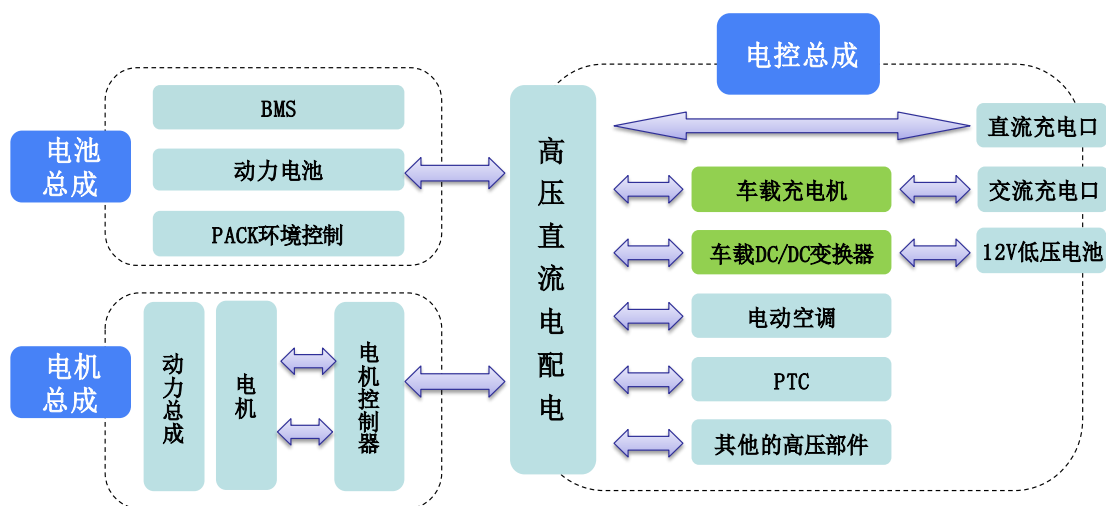 电控总成
电池
总成
BMS
动力电池
PACK环境控制
电机
总成
动力总成
电机
电机控制器
高压直流电配电
直流充电口
车载充电机
交流充电口
车载DC/DC变换器
12V低压电池
电动空调
PTC
其他的高压部件